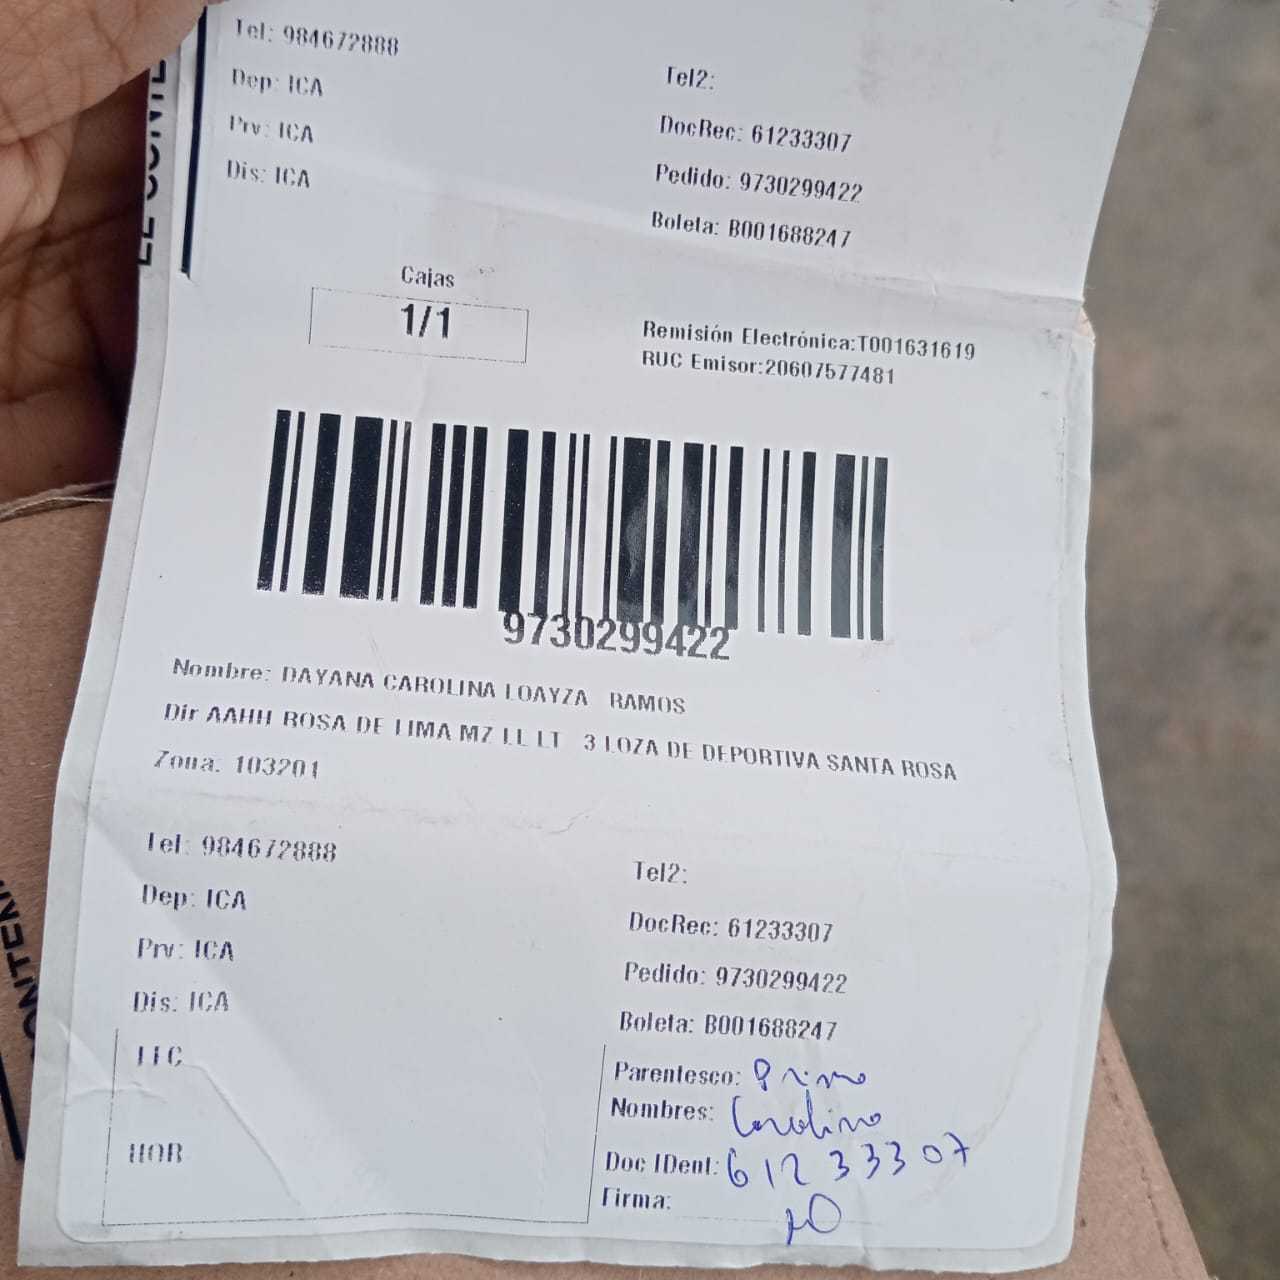 Tel: 984672888
Tel2:
Dep: ICA
DocRec: 61233307
Prv: ICA
Pedido: 9730299422
Dis: ICA
Boleta: B001688247
Cajas
1/1
Remisión Electrónica:T001631619
RUC Emisor:20607577481
9730299422
Nombre: DAYANA CAROLINA LOAYZA RAMOS
Dir AAHH ROSA DE LIMA MZ LL LT 3 LOZA DE DEPORTIVA SANTA ROSA
Zona: 103201
Tel: 984672888
Tel2:
Dep: ICA
DocRec: 61233307
Prv: ICA
Pedido: 9730299422
Dis: ICA
Boleta: B001688247
Parentesco: Primo
Nombres: Carolina
HOR
Doc IDent: 61233307
Firma: